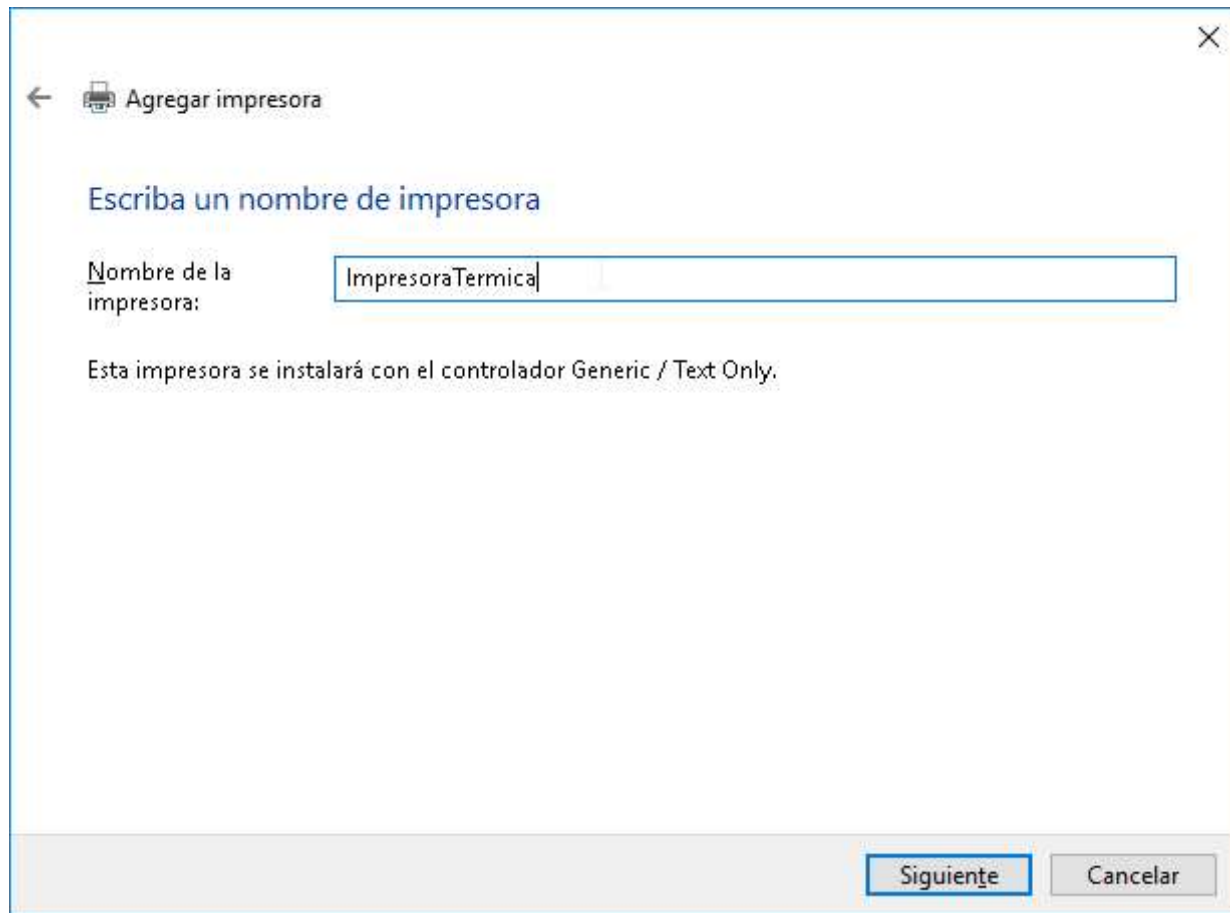 Agregar impresora
Escriba un nombre de impresora
Nombre de la
impresora:
ImpresoraTermica
Esta impresora se instalará con el controlador Generic / Text Only.
Siguiente
Cancelar